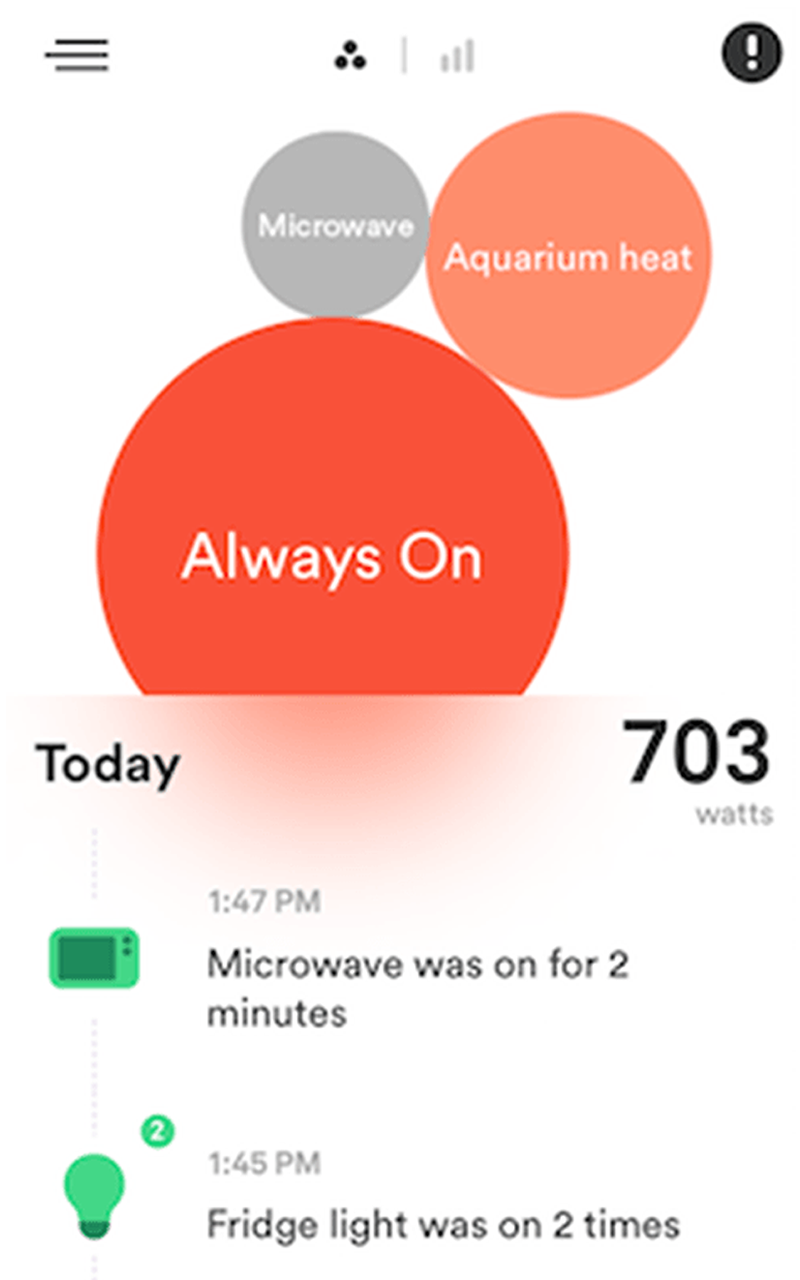 Microwave
Aquarium heat
Always On
Today
703
watts
1:47 PM
Microwave was on for 2
minutes
2
1:45 PM
Fridge light was on 2 times